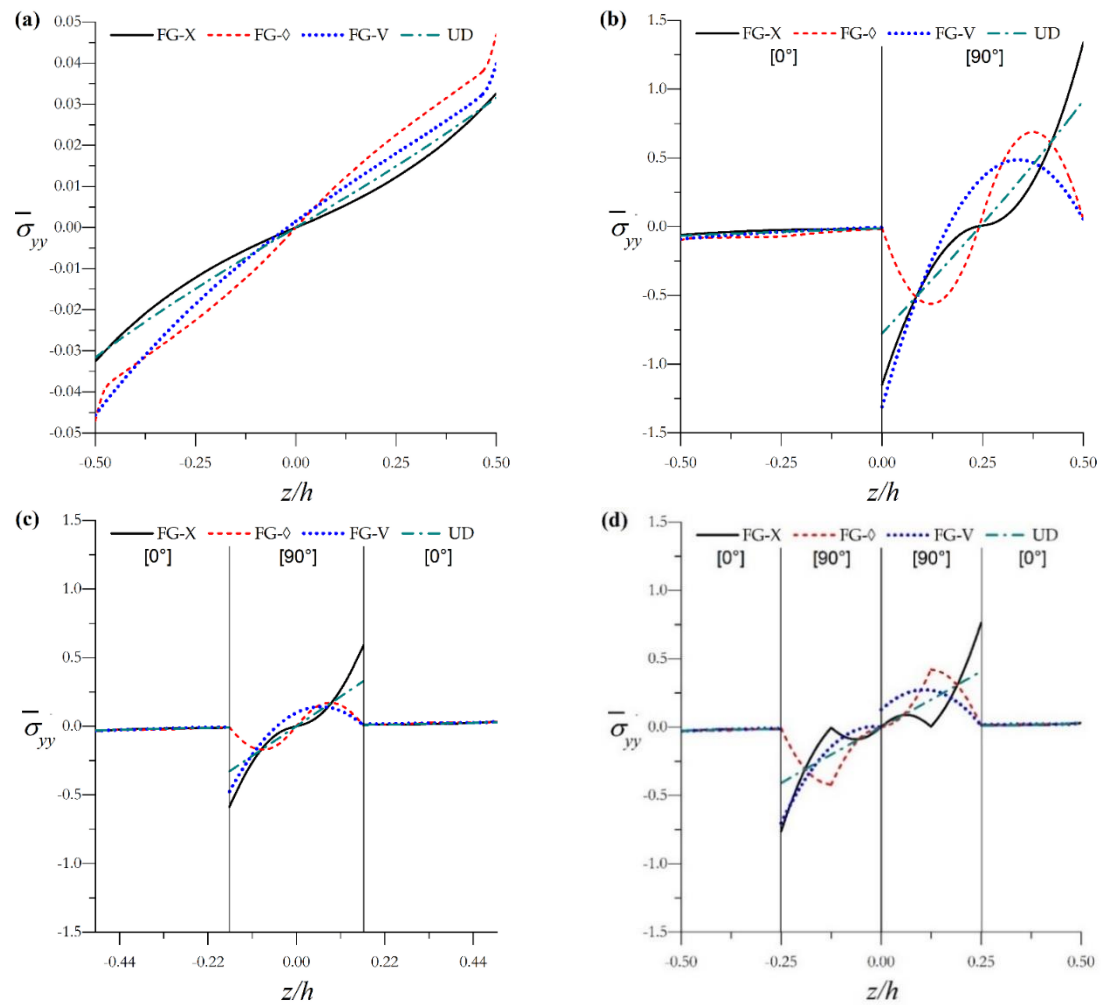 (a)
FG-X FG-◊ FG-V UD
0.05
0.04
0.03
0.02
0.01
0.00
-0.01
-0.02
-0.03
-0.04
-0.05
σ̄yy
-0.50 -0.25 0.00 0.25 0.50
z/h
(b)
FG-X FG-◊ FG-V UD
[0°] [90°]
1.5
1.0
0.5
0.0
-0.5
-1.0
-1.5
σ̄yy
-0.50 -0.25 0.00 0.25 0.50
z/h
(c)
FG-X FG-◊ FG-V UD
[0°] [90°] [0°]
1.5
1.0
0.5
0.0
-0.5
-1.0
-1.5
σ̄yy
-0.44 -0.22 0.00 0.22 0.44
z/h
(d)
FG-X FG-◊ FG-V UD
[0°] [90°] [90°] [0°]
1.5
1.0
0.5
0.0
-0.5
-1.0
-1.5
σ̄yy
-0.50 -0.25 0.00 0.25 0.50
z/h